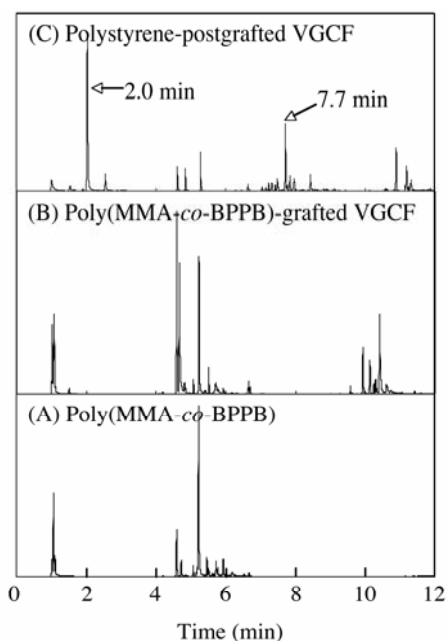 (C) Polystyrene-postgrafted VGCF
2.0 min
7.7 min
(B) Poly(MMA-co-BPPB)-grafted VGCF
(A) Poly(MMA-co-BPPB)
0 2 4 6 8 10 12
Time (min)